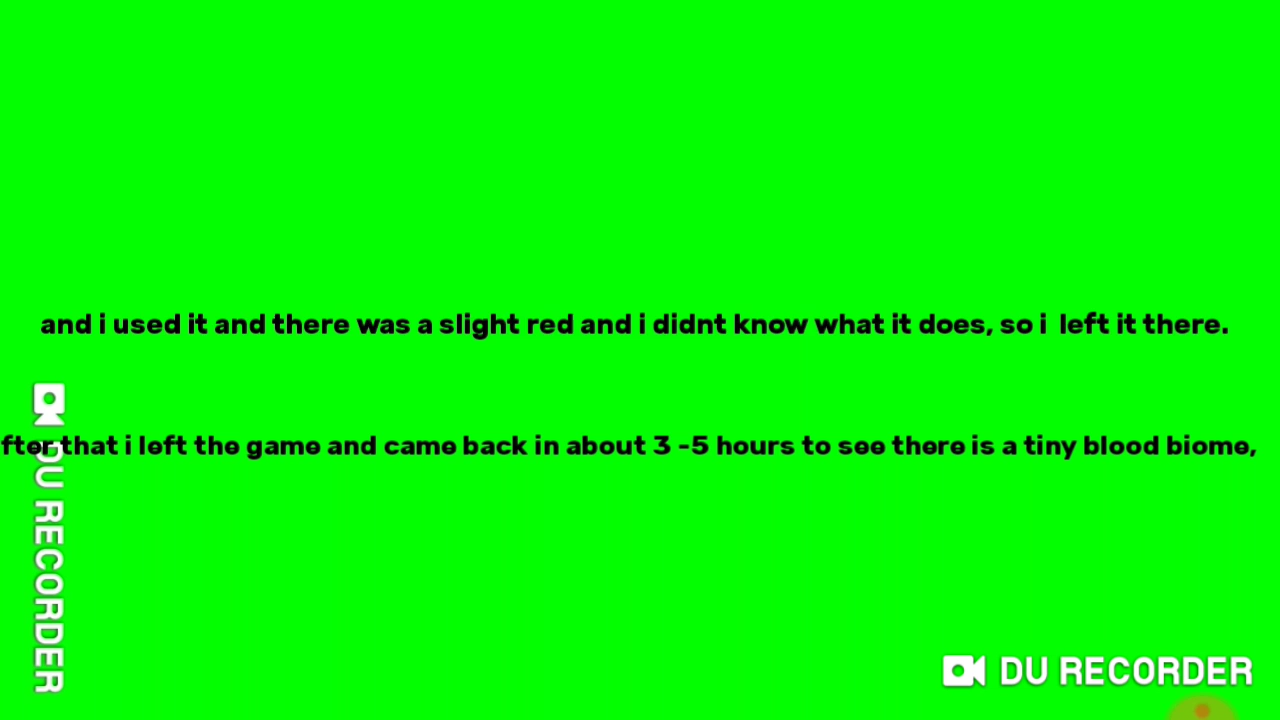 and i used it and there was a slight red and i didnt know what it does, so i left it there.
fter that i left the game and came back in about 3 -5 hours to see there is a tiny blood biome,
DU RECORDER
DU RECORDER